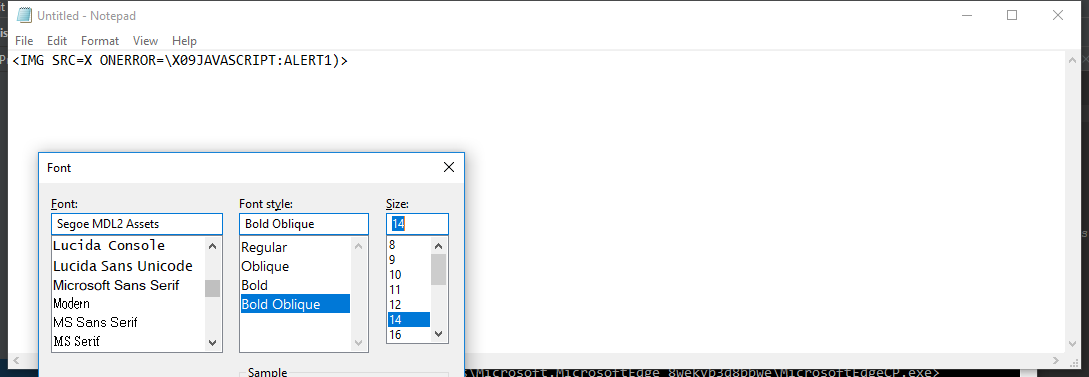 Untitled - Notepad
File Edit Format View Help
<IMG SRC=X ONERROR=\X09JAVASCRIPT:ALERT1)>
Font
Font: Font style: Size:
Segoe MDL2 Assets Bold Oblique 14
Lucida Console Regular 8
Lucida Sans Unicode Oblique 9
Microsoft Sans Serif Bold 10
Modern Bold Oblique 11
MS Sans Serif 12
MS Serif 14
16
Sample
\Microsoft.MicrosoftEdge_8wekyb3d8bbwe\MicrosoftEdgeCP.exe>